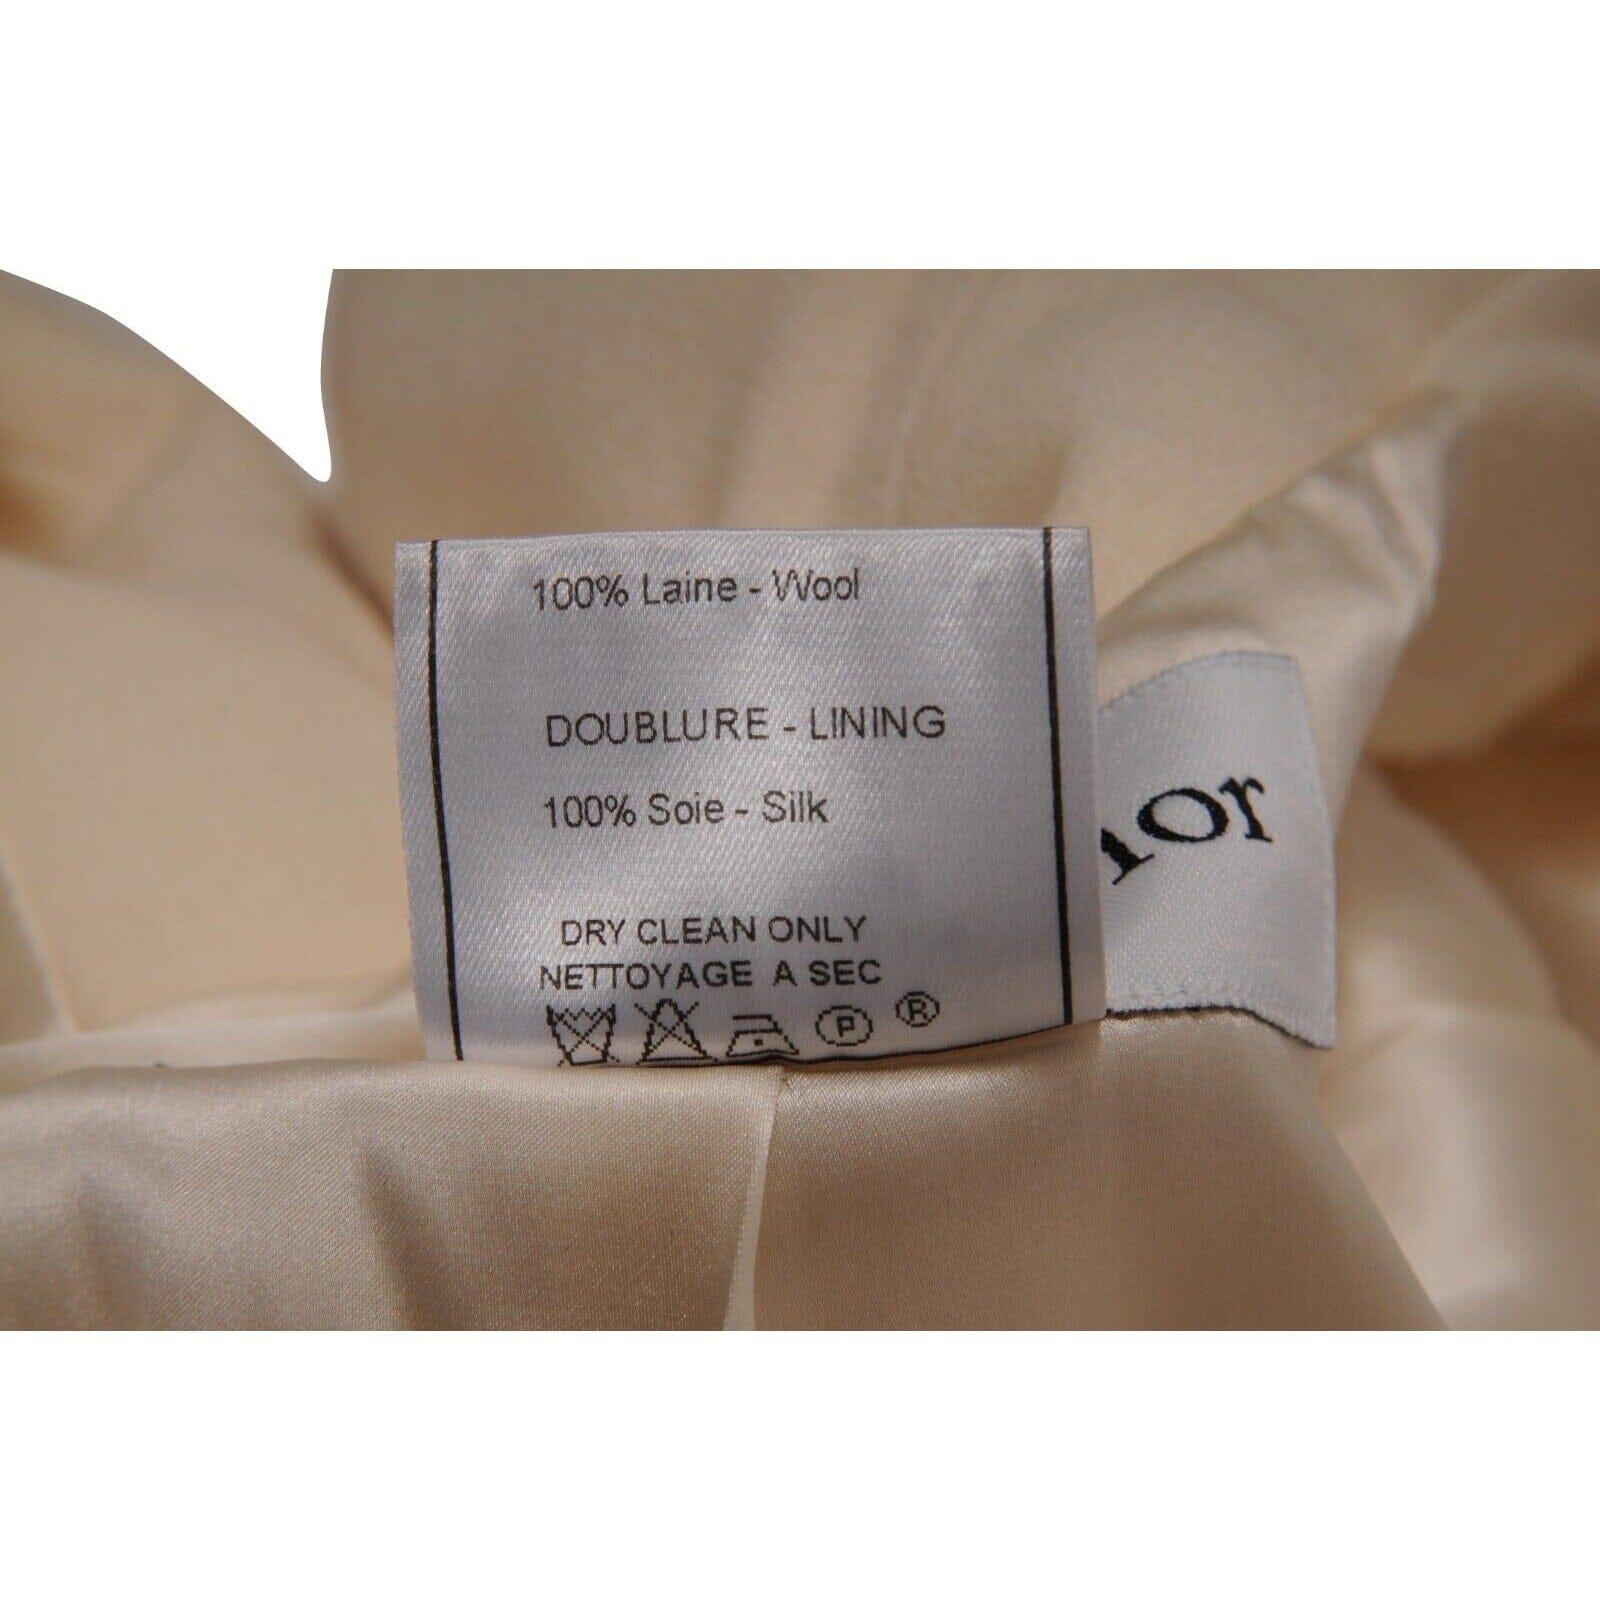 100% Laine - Wool
DOUBLURE - LINING
100% Soie - Silk
DRY CLEAN ONLY
NETTOYAGE A SEC
P ®
ior